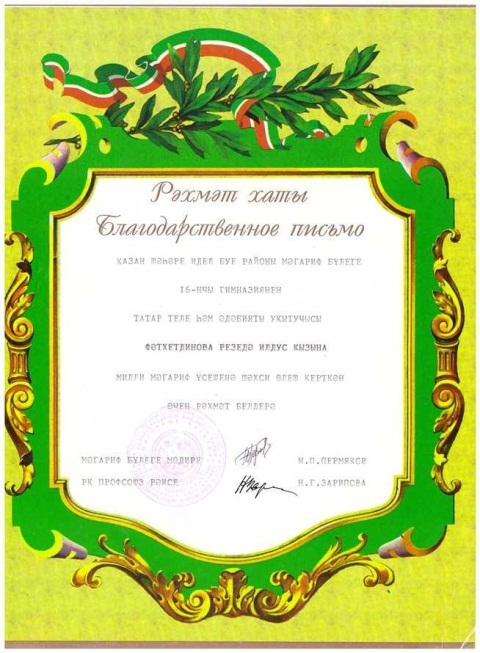 Рәхмәт хаты
Благодарственное письмо
КАЗАН ШӘҺӘРЕ ИДЕЛ БУЕ РАЙОНЫ МӘГАРИФ БҮЛЕГЕ
16-НЧЫ ГИМНАЗИЯНЕҢ
ТАТАР ТЕЛЕ ҺӘМ ӘДӘБИЯТЫ УКЫТУЧЫСЫ
ФӘТХЕТДИНОВА РЕЗЕДӘ ИЛДУС КЫЗЫНА
МИЛЛИ МӘГАРИФ ҮСЕШЕНӘ ШӘХСИ ӨЛЕШ КЕРТКӘН
ӨЧЕН РӘХМӘТ БЕЛДЕРӘ
МӘГАРИФ БҮЛЕГЕ МӨДИРЕ И.П.ПЕРМЯКОВ
РК ПРОФСОЮЗ РӘИСЕ Н.Г.ЗАРИПОВА